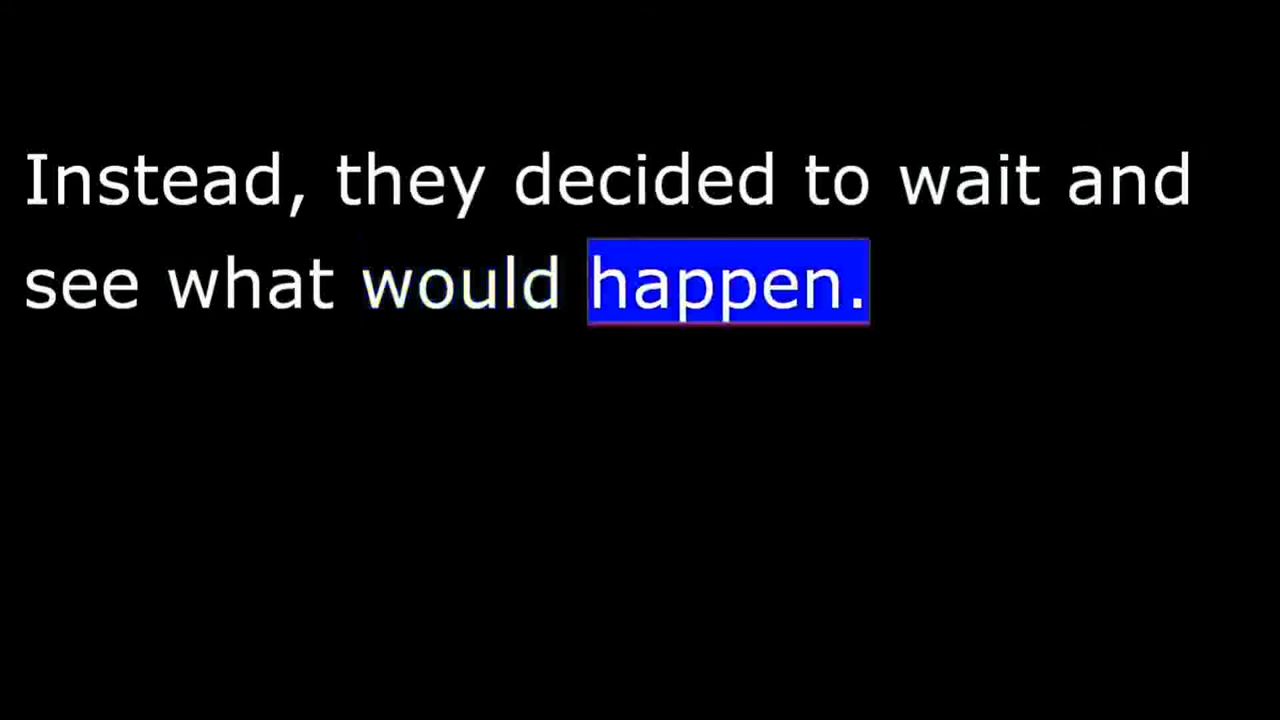 Instead, they decided to wait and
see what would happen.